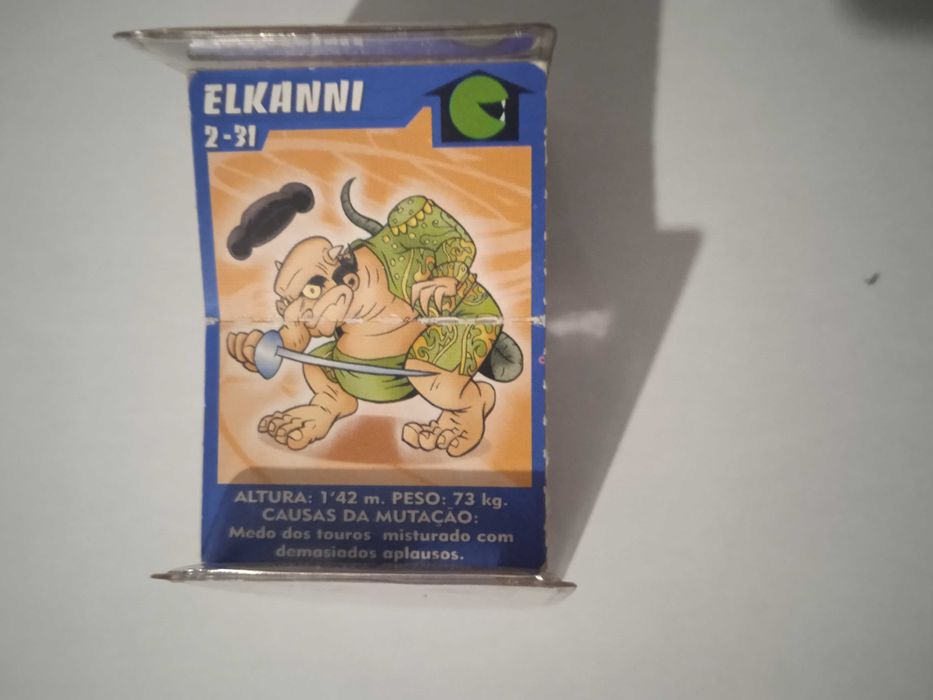 ELKANNI
2-31
ALTURA: 1'42 m. PESO: 73 kg.
CAUSAS DA MUTAÇÃO:
Medo dos touros misturado com
demasiados aplausos.